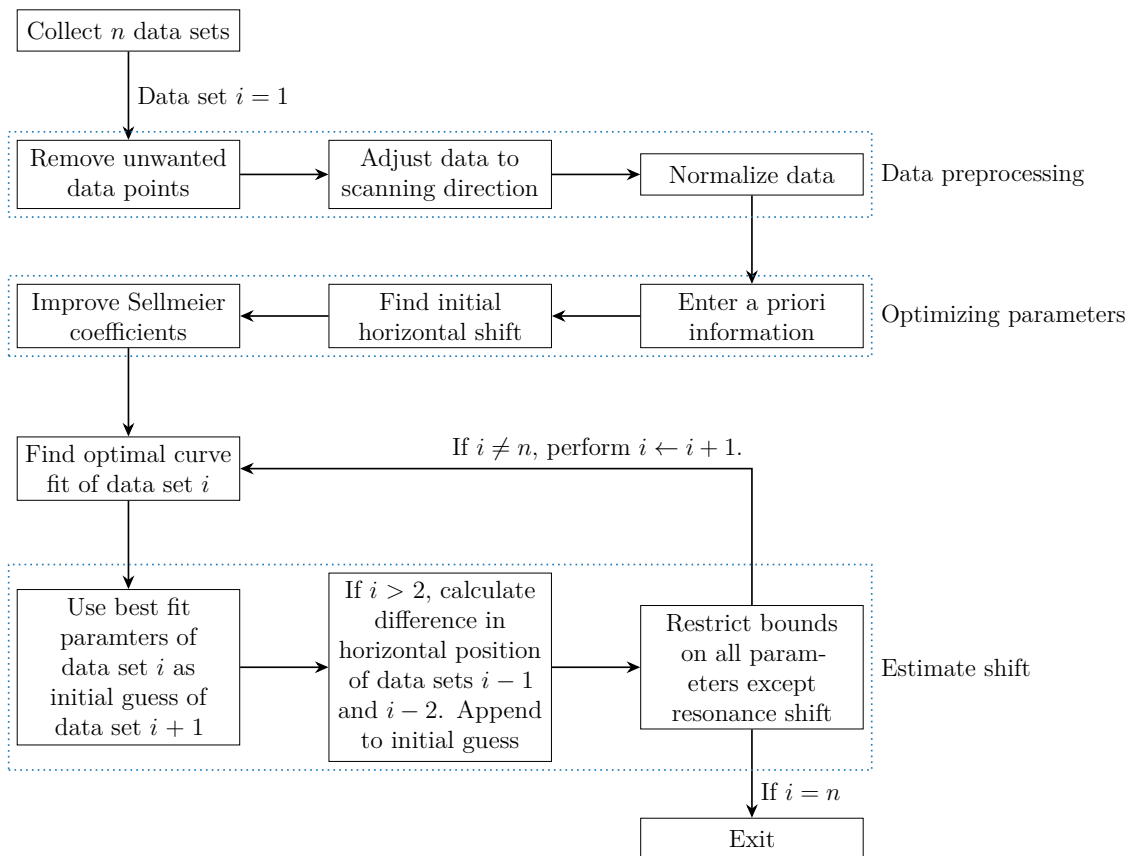 Collect n data sets
Data set i = 1
Remove unwanted
data points
Adjust data to
scanning direction
Normalize data
Data preprocessing
Improve Sellmeier
coefficients
Find initial
horizontal shift
Enter a priori
information
Optimizing parameters
Find optimal curve
fit of data set i
If i ≠ n, perform i ← i + 1.
Use best fit
paramters of
data set i as
initial guess of
data set i + 1
If i > 2, calculate
difference in
horizontal position
of data sets i − 1
and i − 2. Append
to initial guess
Restrict bounds
on all param-
eters except
resonance shift
Estimate shift
If i = n
Exit